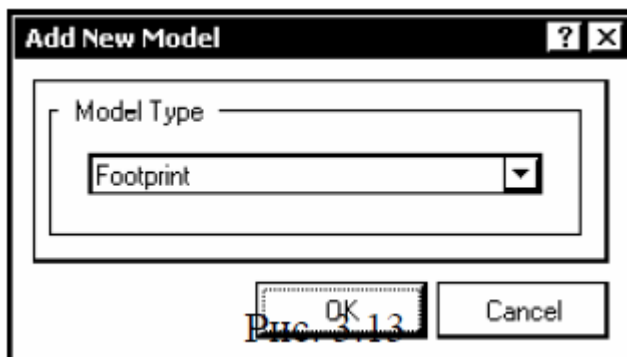 Add New Model ? X
Model Type
Footprint
OK Cancel
Рис. 3.13